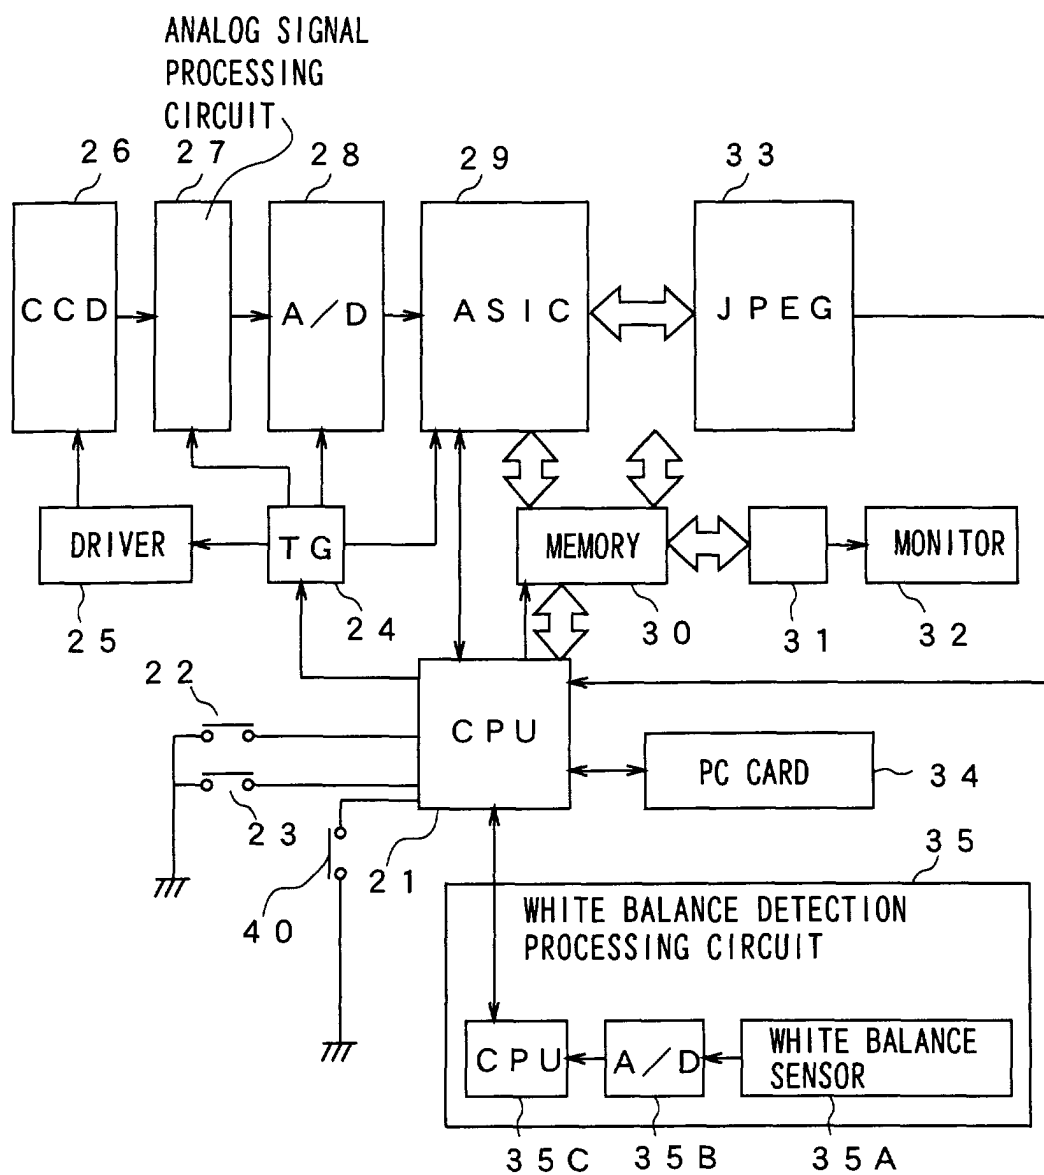 ANALOG SIGNAL
PROCESSING
CIRCUIT
26
27
28
29
33
CCD
A/D
ASIC
JPEG
DRIVER
TG
MEMORY
MONITOR
25
24
30
31
32
22
CPU
PC CARD
34
23
21
40
35
WHITE BALANCE DETECTION
PROCESSING CIRCUIT
CPU
A/D
WHITE BALANCE
SENSOR
35C
35B
35A